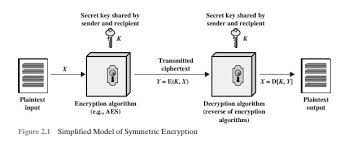 Secret key shared by
sender and recipient
K
Secret key shared by
sender and recipient
K
X
Transmitted
ciphertext
Y = E(K, X)
X = D[K, Y]
Plaintext
input
Encryption algorithm
(e.g., AES)
Decryption algorithm
(reverse of encryption
algorithm)
Plaintext
output
Figure 2.1 Simplified Model of Symmetric Encryption